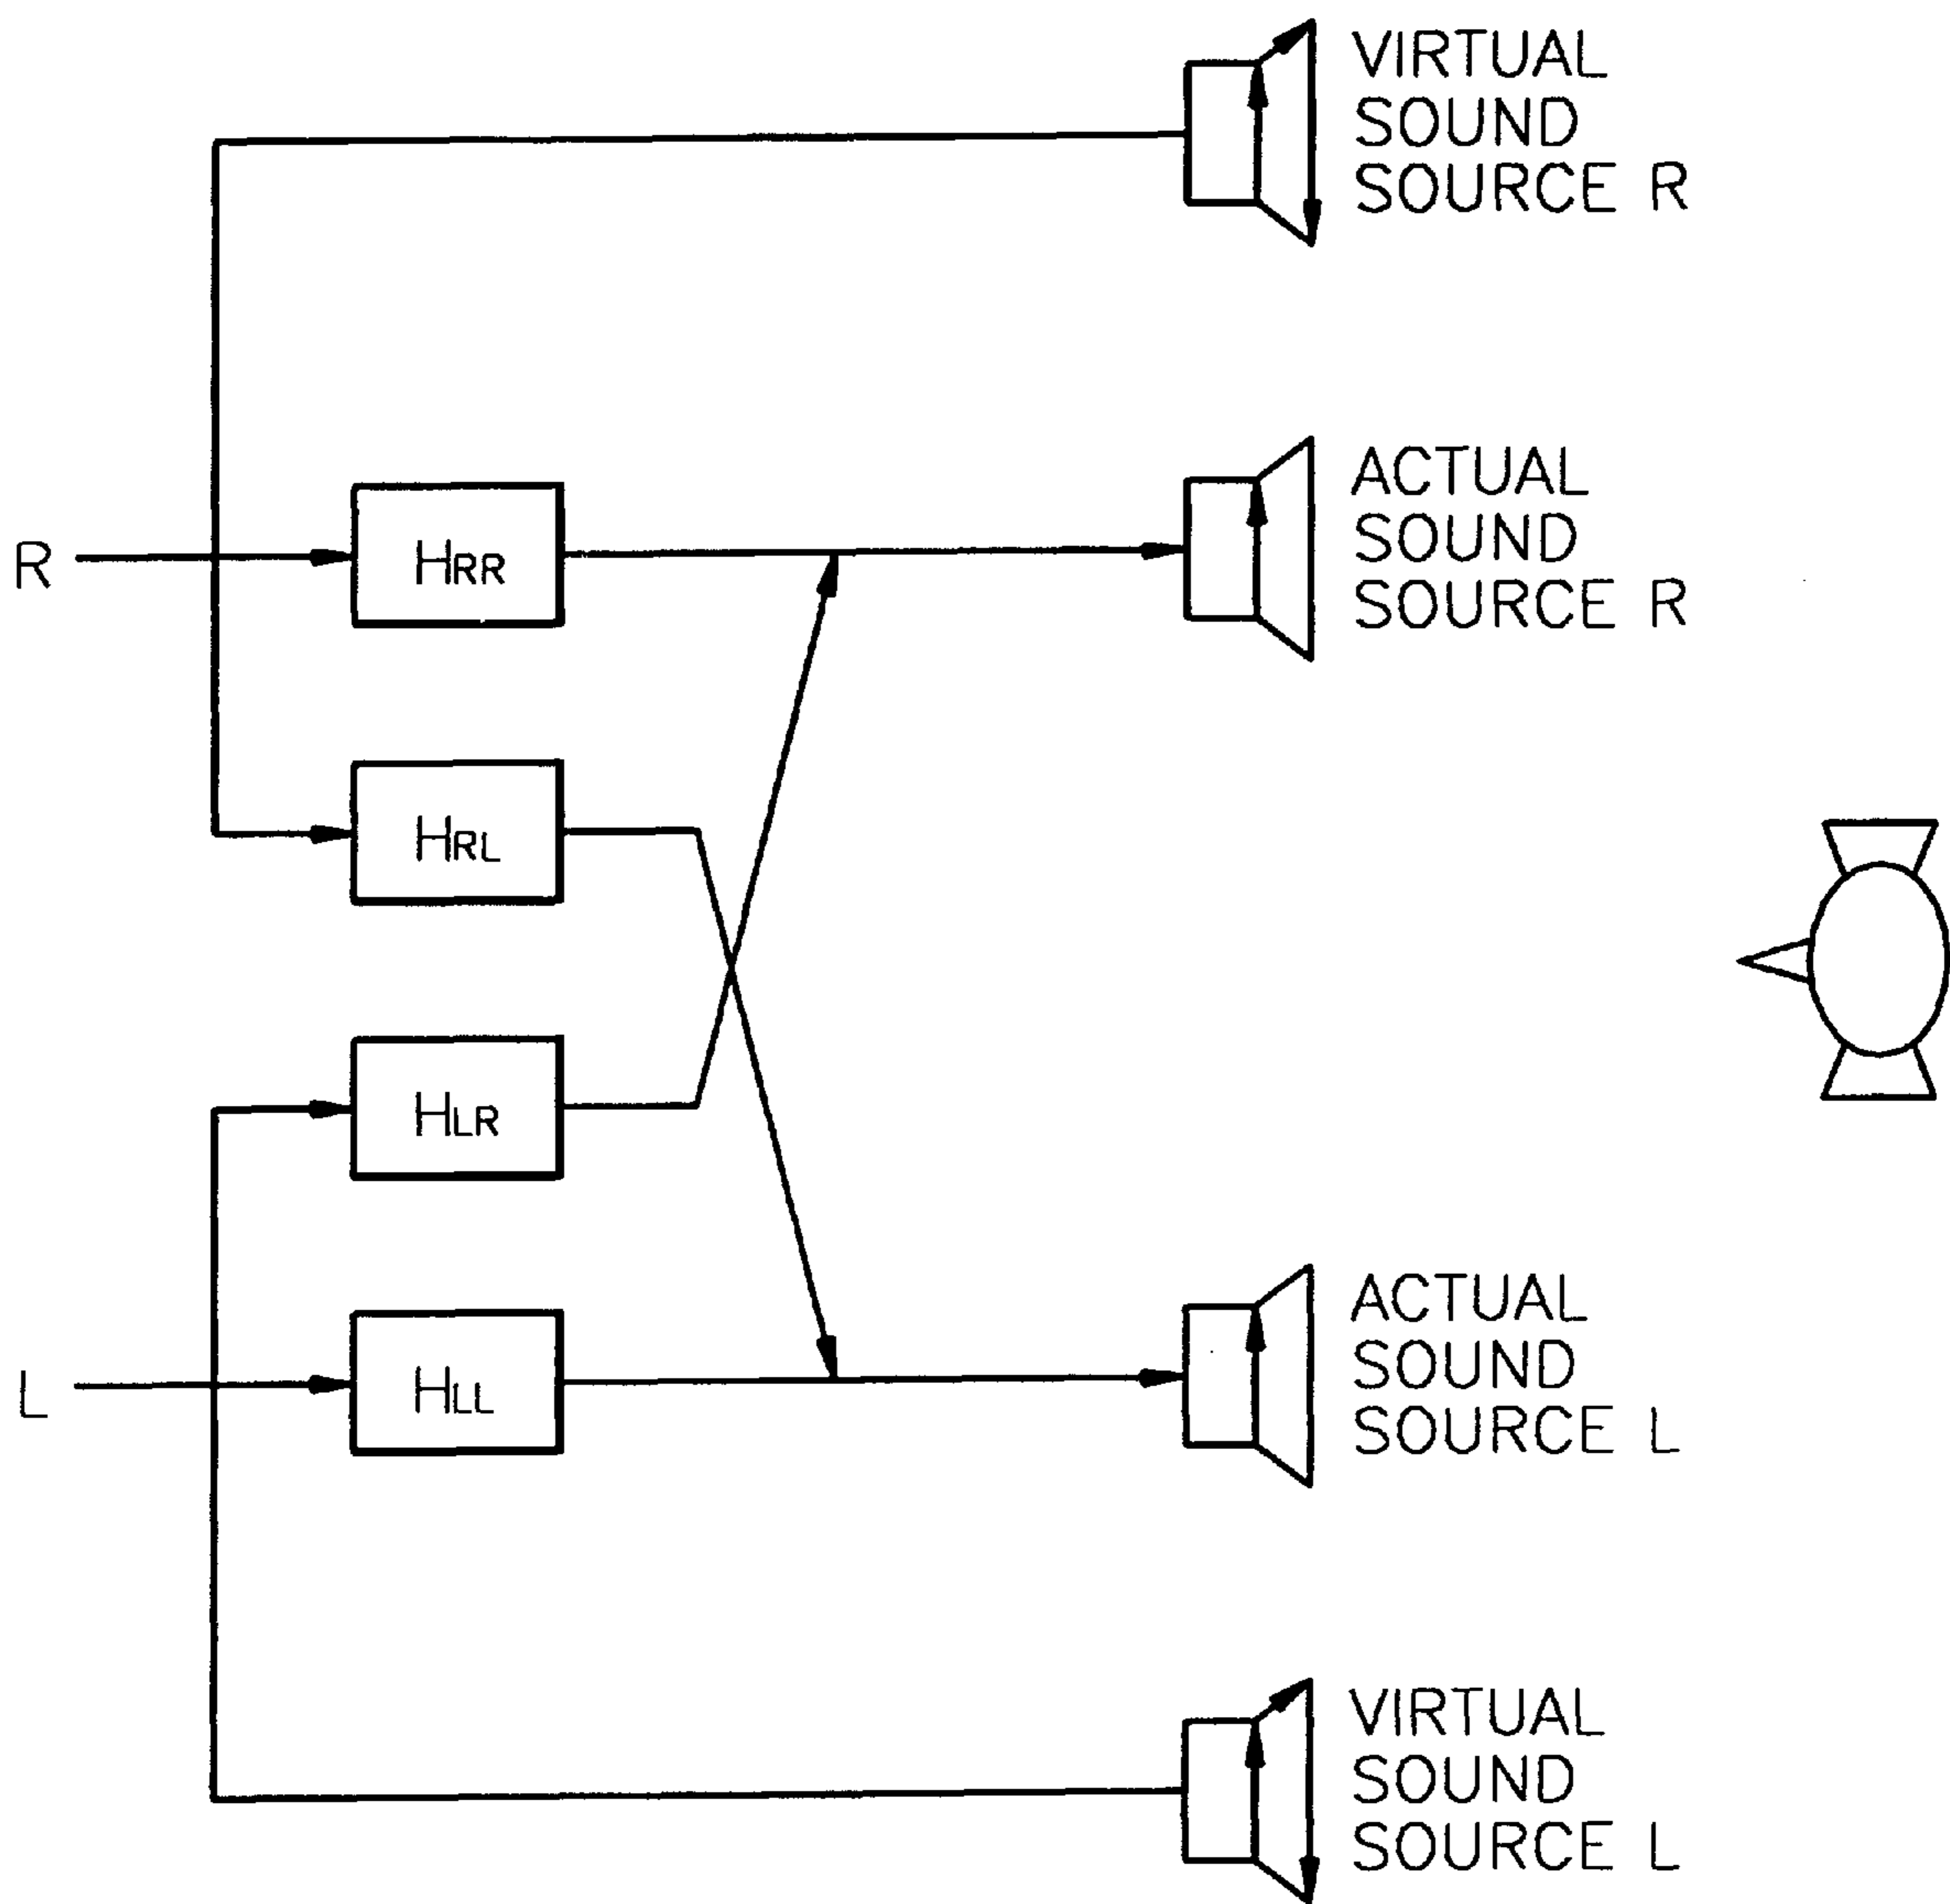 VIRTUAL
SOUND
SOURCE R
ACTUAL
SOUND
SOURCE R
R
HRR
HRL
HLR
L
HLL
ACTUAL
SOUND
SOURCE L
VIRTUAL
SOUND
SOURCE L